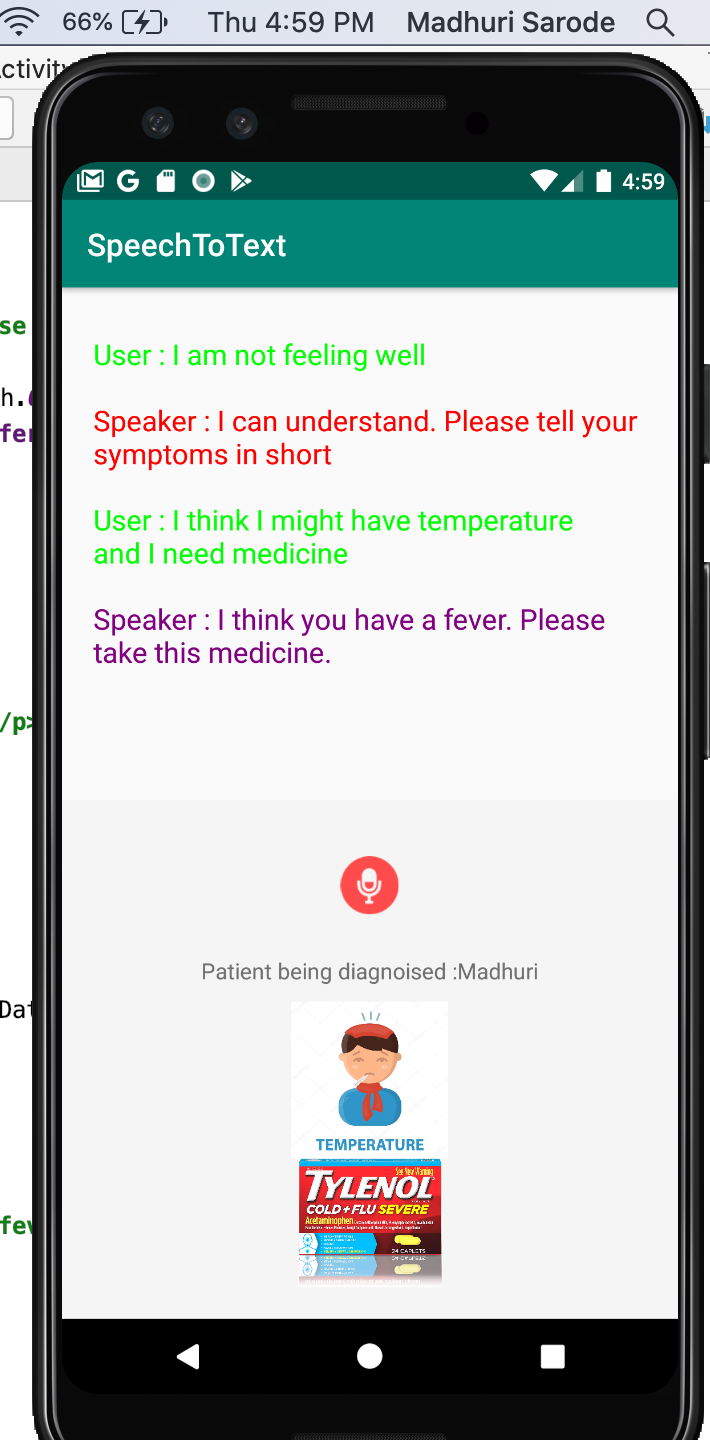 66%
Thu 4:59 PM
Madhuri Sarode
ctivity
4:59
SpeechToText
se
h.
fer
User : I am not feeling well
Speaker : I can understand. Please tell your
symptoms in short
User : I think I might have temperature
and I need medicine
Speaker : I think you have a fever. Please
take this medicine.
/p>
Patient being diagnoised :Madhuri
Dat
TEMPERATURE
See New Warning
TYLENOL
COLD + FLU SEVERE
Acetaminophen
24 CAPLETS
fev